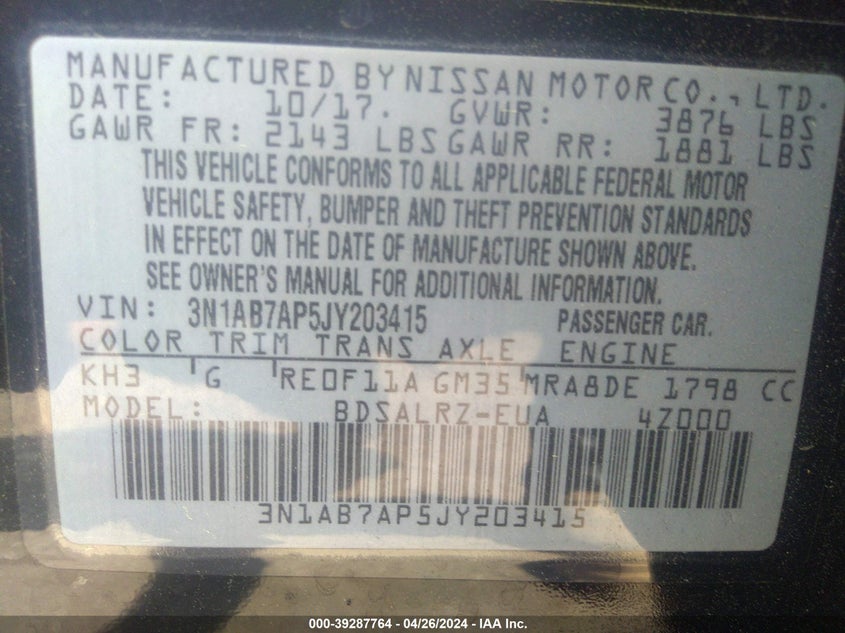 MANUFACTURED BY NISSAN MOTOR CO., LTD.
DATE: 10/17. GVWR: 3876 LBS
GAWR FR: 2143 LBS GAWR RR: 1881 LBS
THIS VEHICLE CONFORMS TO ALL APPLICABLE FEDERAL MOTOR
VEHICLE SAFETY, BUMPER AND THEFT PREVENTION STANDARDS
IN EFFECT ON THE DATE OF MANUFACTURE SHOWN ABOVE.
SEE OWNER'S MANUAL FOR ADDITIONAL INFORMATION.
VIN: 3N1AB7AP5JY203415 PASSENGER CAR.
COLOR TRIM TRANS AXLE ENGINE
KH3 G RE0F11A GM35 MRA8DE 1798 CC
MODEL: BDSALRZ-EUA 4Z000
3N1AB7AP5JY203415
000-39287764 - 04/26/2024 - IAA Inc.